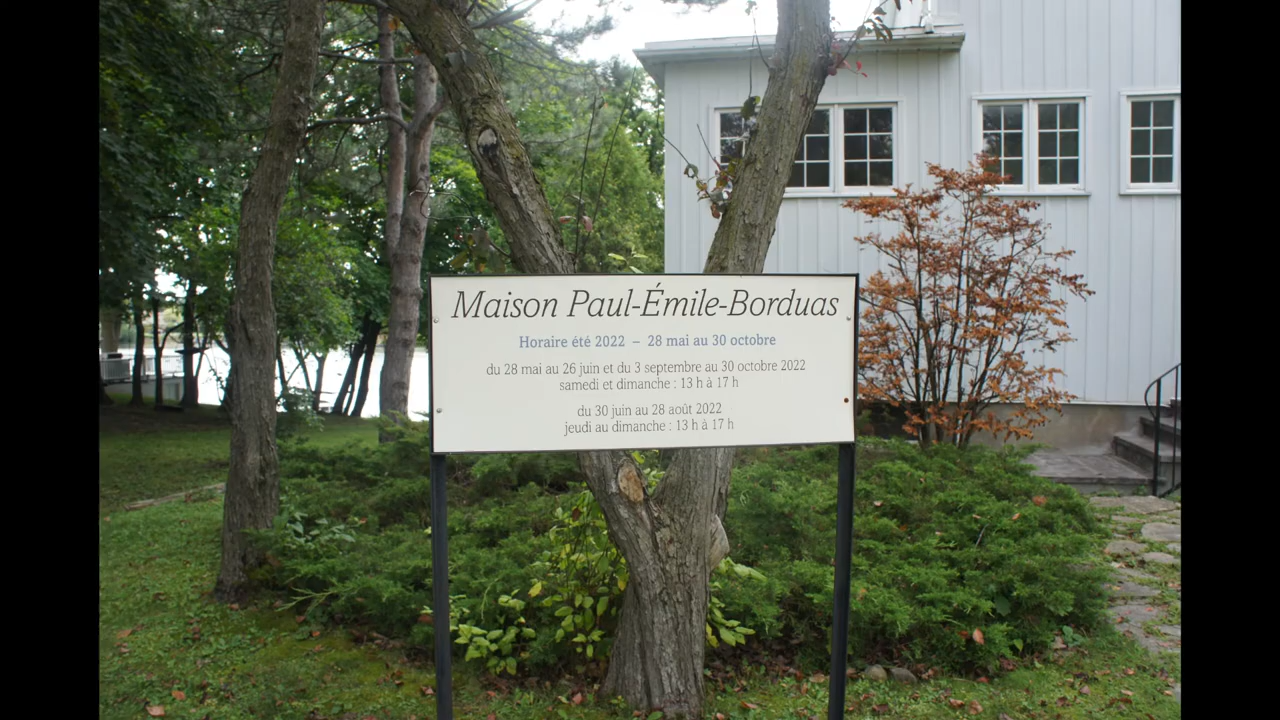 Maison Paul-Émile-Borduas
Horaire été 2022 – 28 mai au 30 octobre
du 28 mai au 26 juin et du 3 septembre au 30 octobre 2022
samedi et dimanche : 13 h à 17 h
du 30 juin au 28 août 2022
jeudi au dimanche : 13 h à 17 h